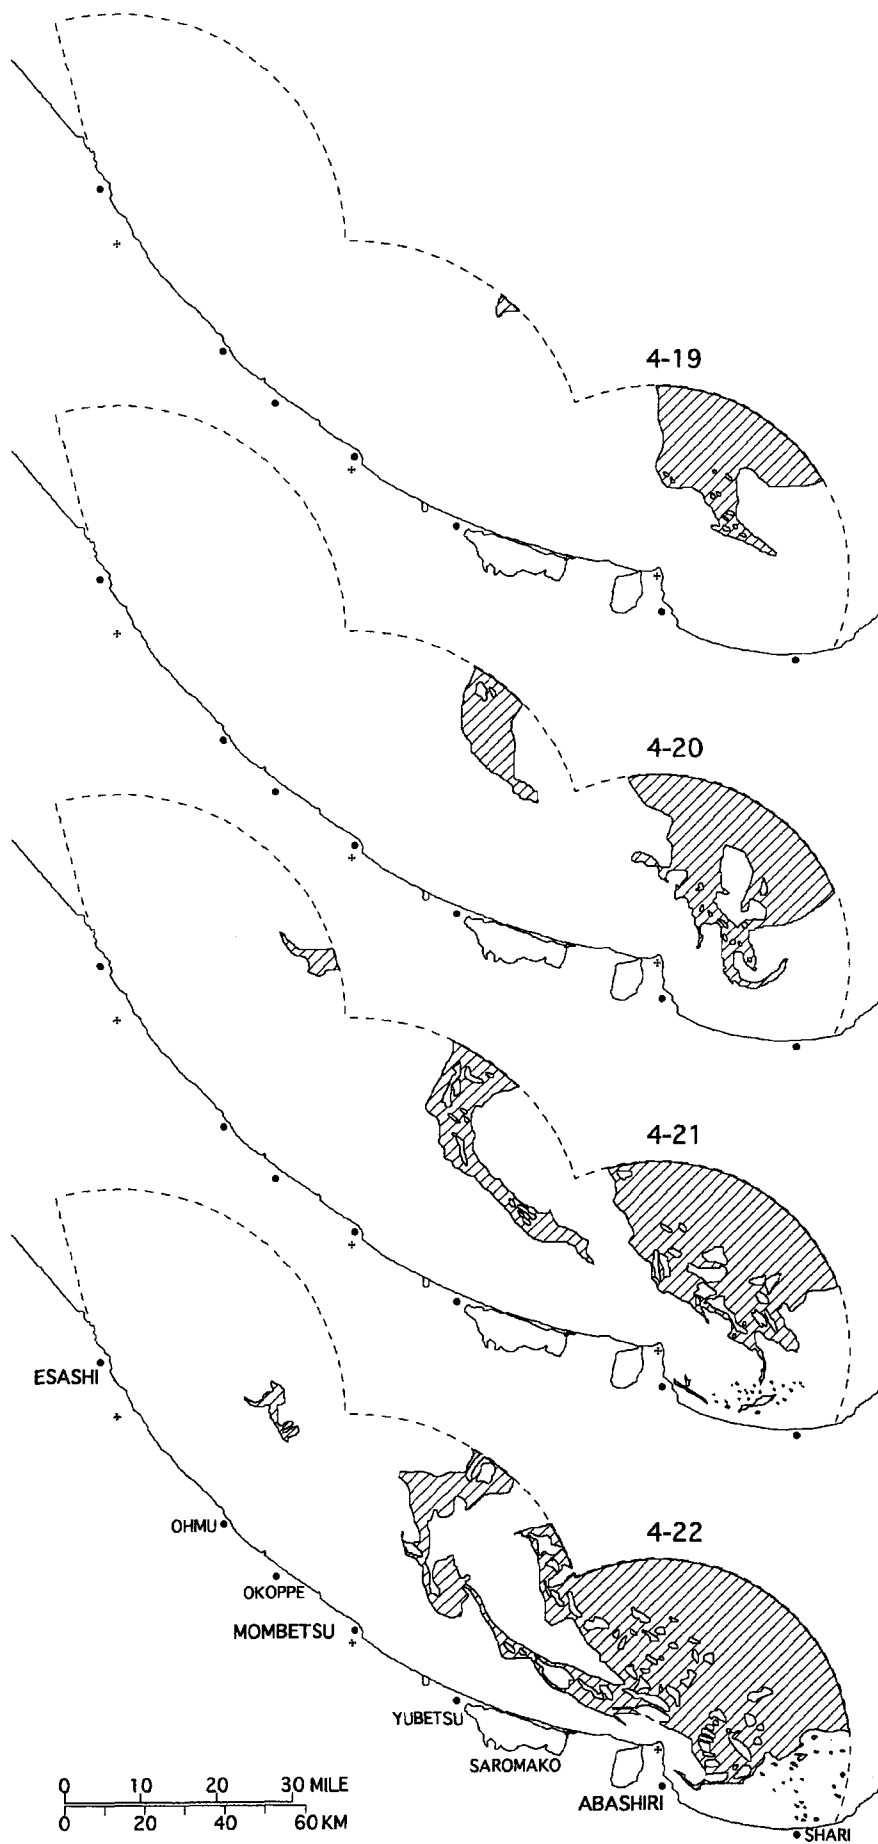 4-19
4-20
4-21
4-22
ESASHI
OHMU
OKOPPE
MOMBETSU
YUBETSU
SAROMAKO
ABASHIRI
SHARI
0 10 20 30 MILE
0 20 40 60 KM